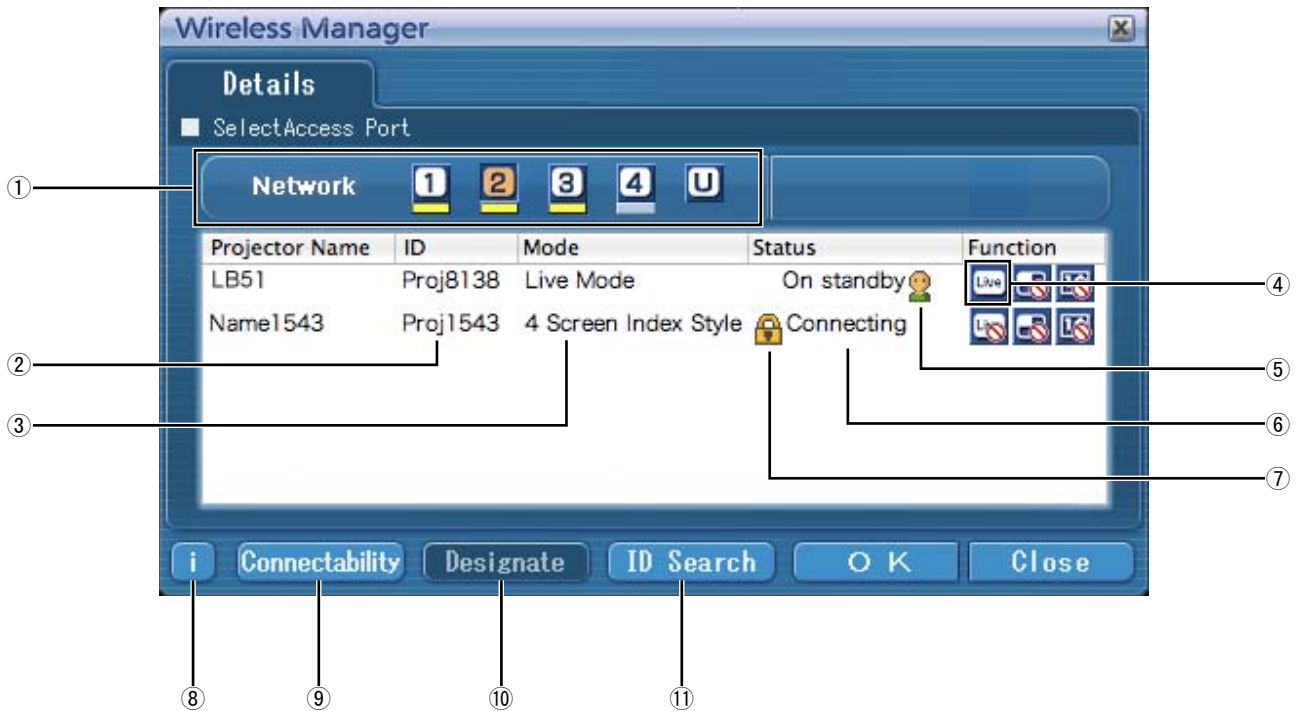 Wireless Manager
Details
SelectAccess Port
① Network 1 2 3 4 U
Projector Name ID Mode Status Function
LB51 Proj8138 Live Mode On standby Live ④
Name1543 Proj1543 4 Screen Index Style Connecting
② ⑤
③ ⑥
⑦
i Connectability Designate ID Search OK Close
⑧ ⑨ ⑩ ⑪